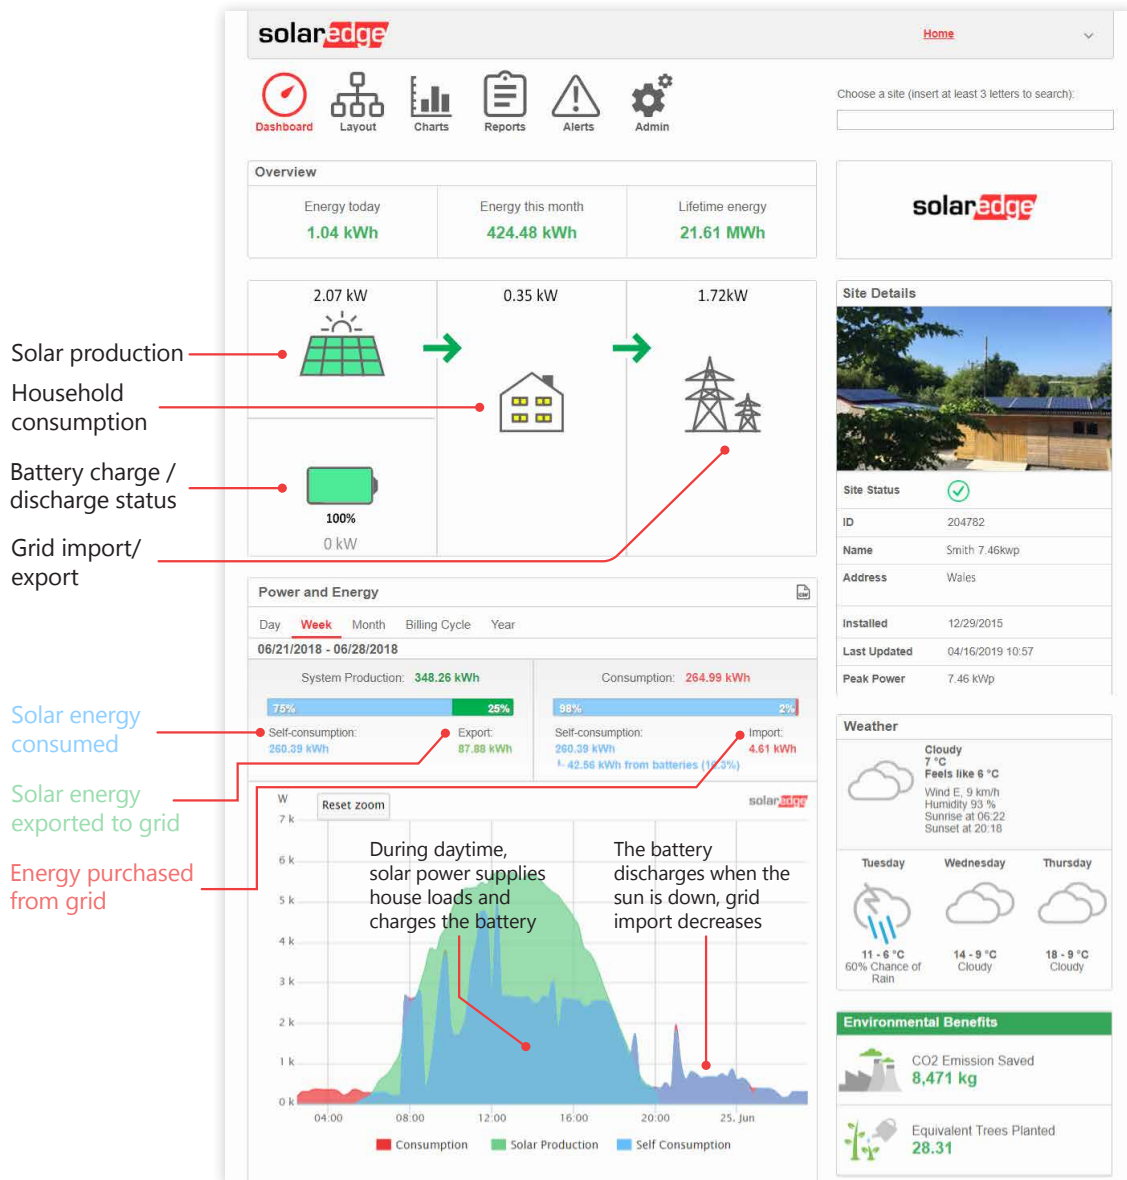 solaredge
Home
Dashboard
Layout
Charts
Reports
Alerts
Admin
Choose a site (insert at least 3 letters to search):
Overview
Energy today
1.04 kWh
Energy this month
424.48 kWh
Lifetime energy
21.61 MWh
solaredge
2.07 kW
0.35 kW
1.72kW
100%
0 kW
Solar production
Household
consumption
Battery charge /
discharge status
Grid import/
export
Site Details
Site Status
ID 204782
Name Smith 7.46kwp
Address Wales
Installed 12/29/2015
Last Updated 04/16/2019 10:57
Peak Power 7.46 kWp
Power and Energy
Day Week Month Billing Cycle Year
06/21/2018 - 06/28/2018
System Production: 348.26 kWh
75% 25%
Self-consumption: Export:
260.39 kWh 87.88 kWh
Consumption: 264.99 kWh
98% 2%
Self-consumption: Import:
260.39 kWh 4.61 kWh
42.56 kWh from batteries (16.3%)
Solar energy
consumed
Solar energy
exported to grid
Energy purchased
from grid
W
Reset zoom
solaredge
7 k
6 k
5 k
4 k
3 k
2 k
1 k
0 k
During daytime,
solar power supplies
house loads and
charges the battery
The battery
discharges when the
sun is down, grid
import decreases
04:00 08:00 12:00 16:00 20:00 25. Jun
Consumption Solar Production Self Consumption
Weather
Cloudy
7 °C
Feels like 6 °C
Wind E, 9 km/h
Humidity 93 %
Sunrise at 06:22
Sunset at 20:18
Tuesday
11 - 6 °C
60% Chance of
Rain
Wednesday
14 - 9 °C
Cloudy
Thursday
18 - 9 °C
Cloudy
Environmental Benefits
CO2 Emission Saved
8,471 kg
Equivalent Trees Planted
28.31